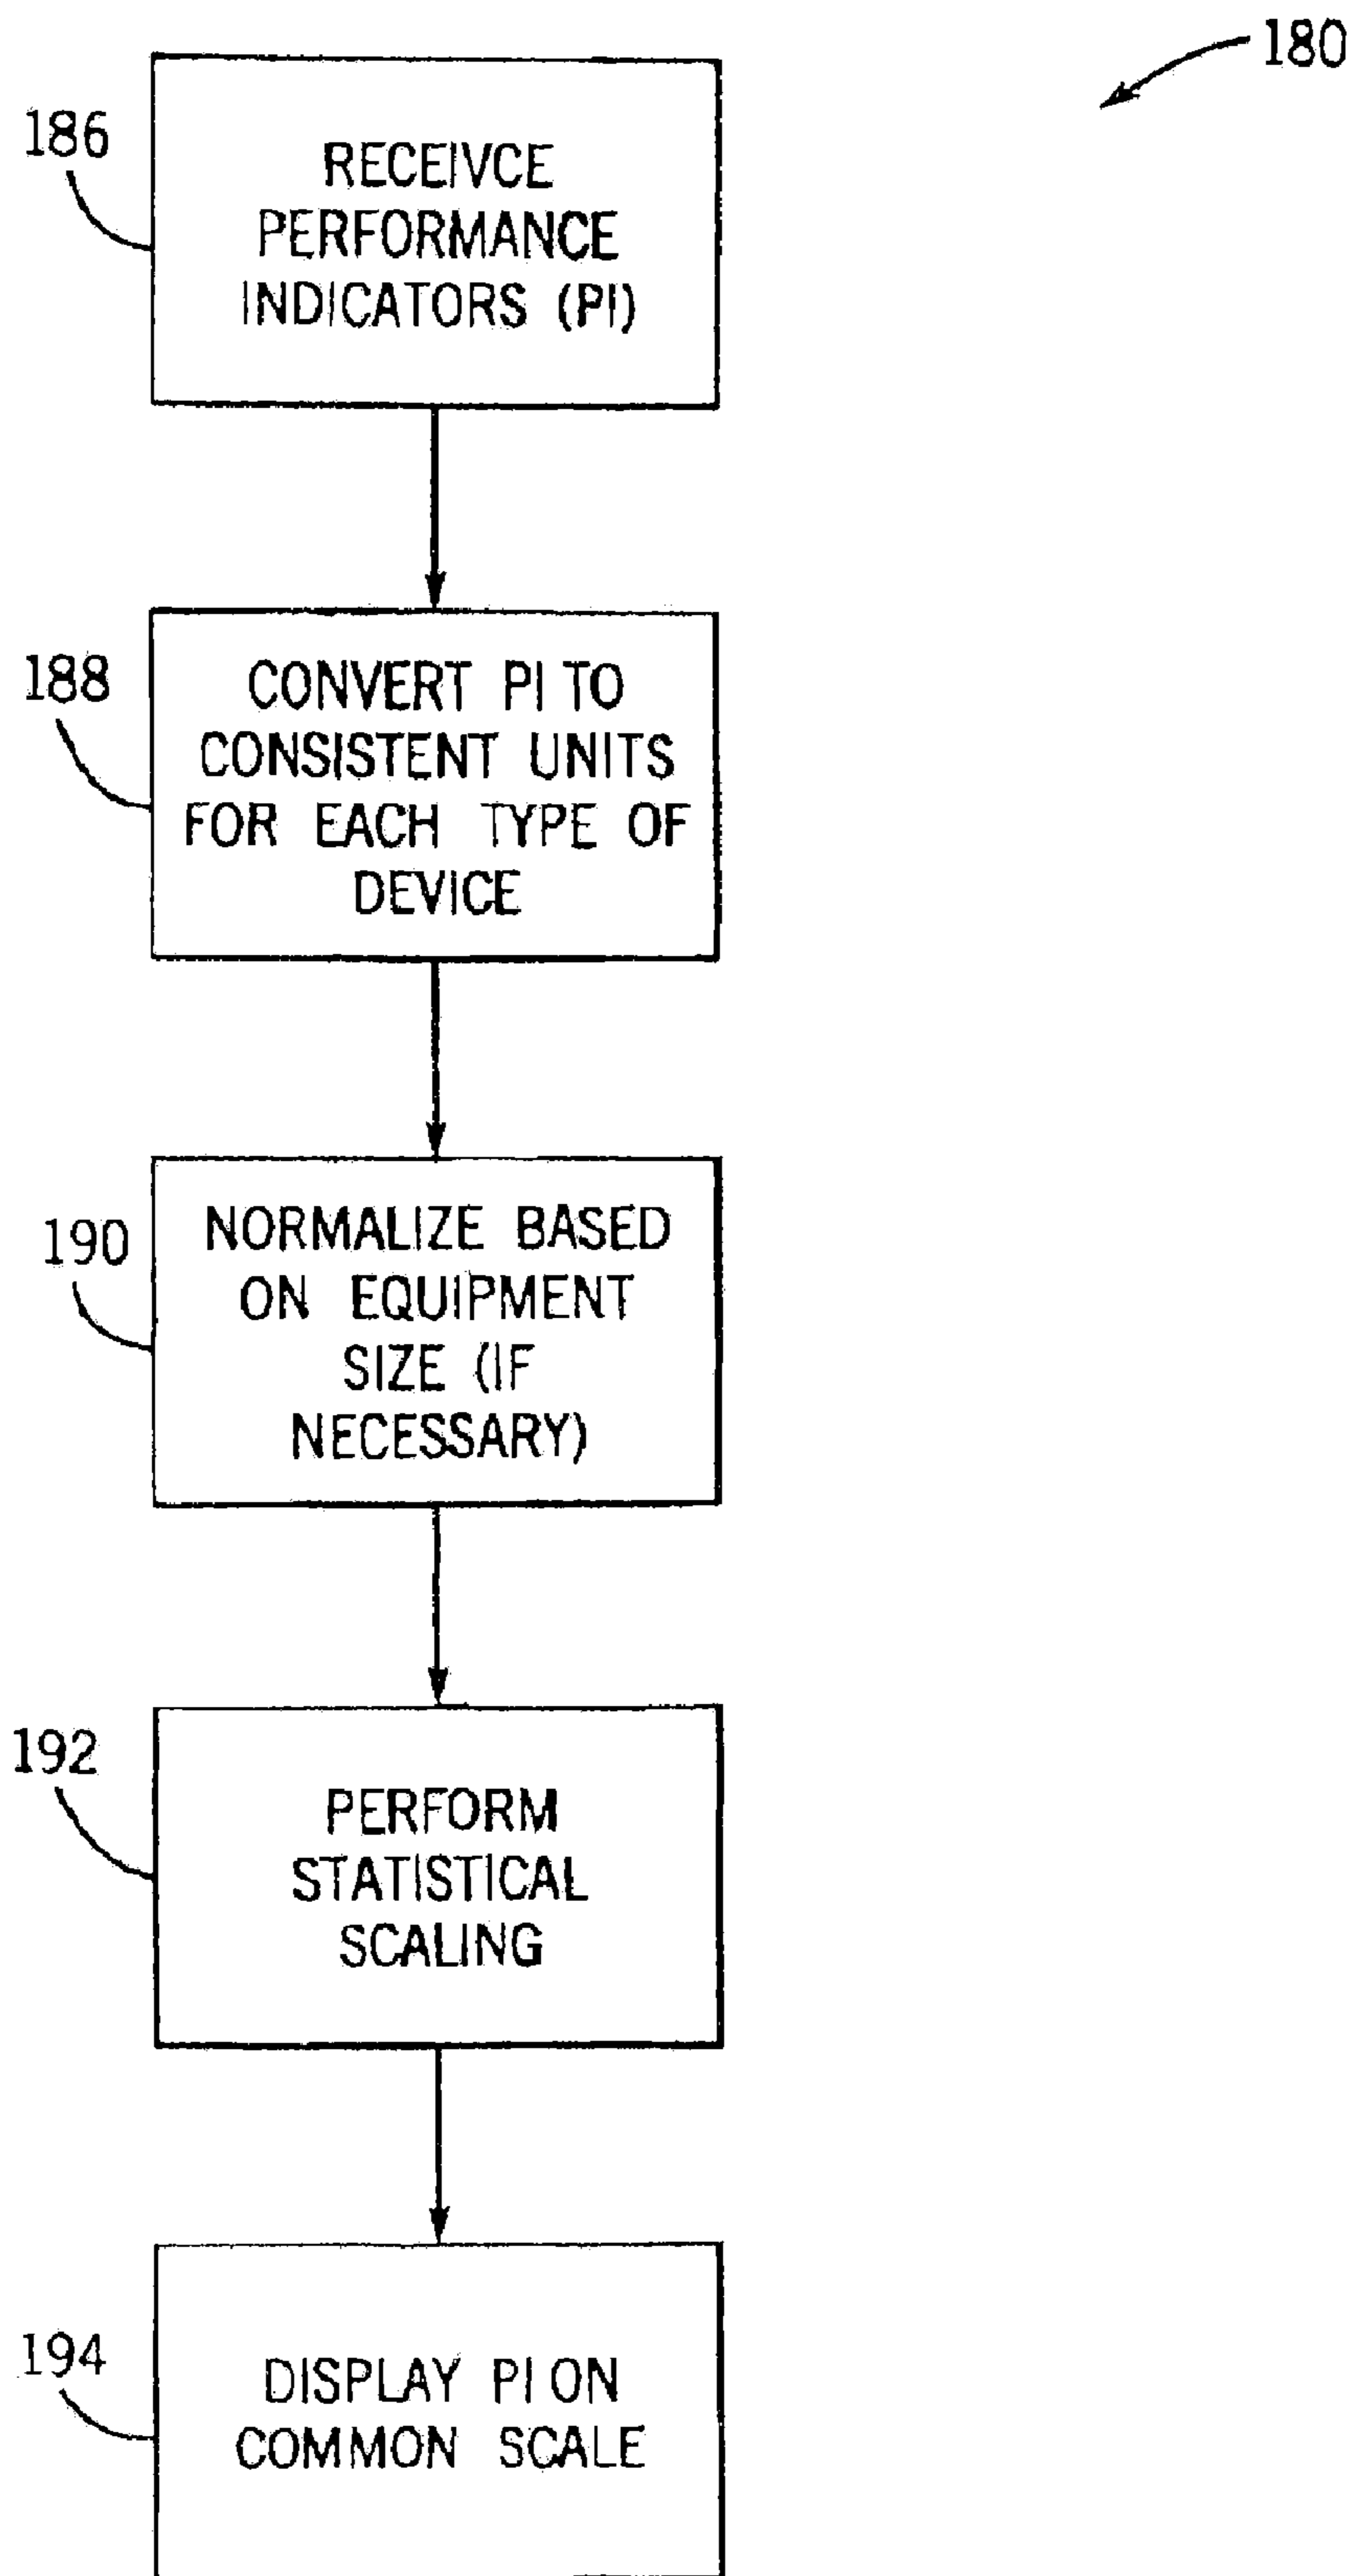 180
186
RECEIVCE
PERFORMANCE
INDICATORS (PI)
188
CONVERT PI TO
CONSISTENT UNITS
FOR EACH TYPE OF
DEVICE
190
NORMALIZE BASED
ON EQUIPMENT
SIZE (IF
NECESSARY)
192
PERFORM
STATISTICAL
SCALING
194
DISPLAY PI ON
COMMON SCALE